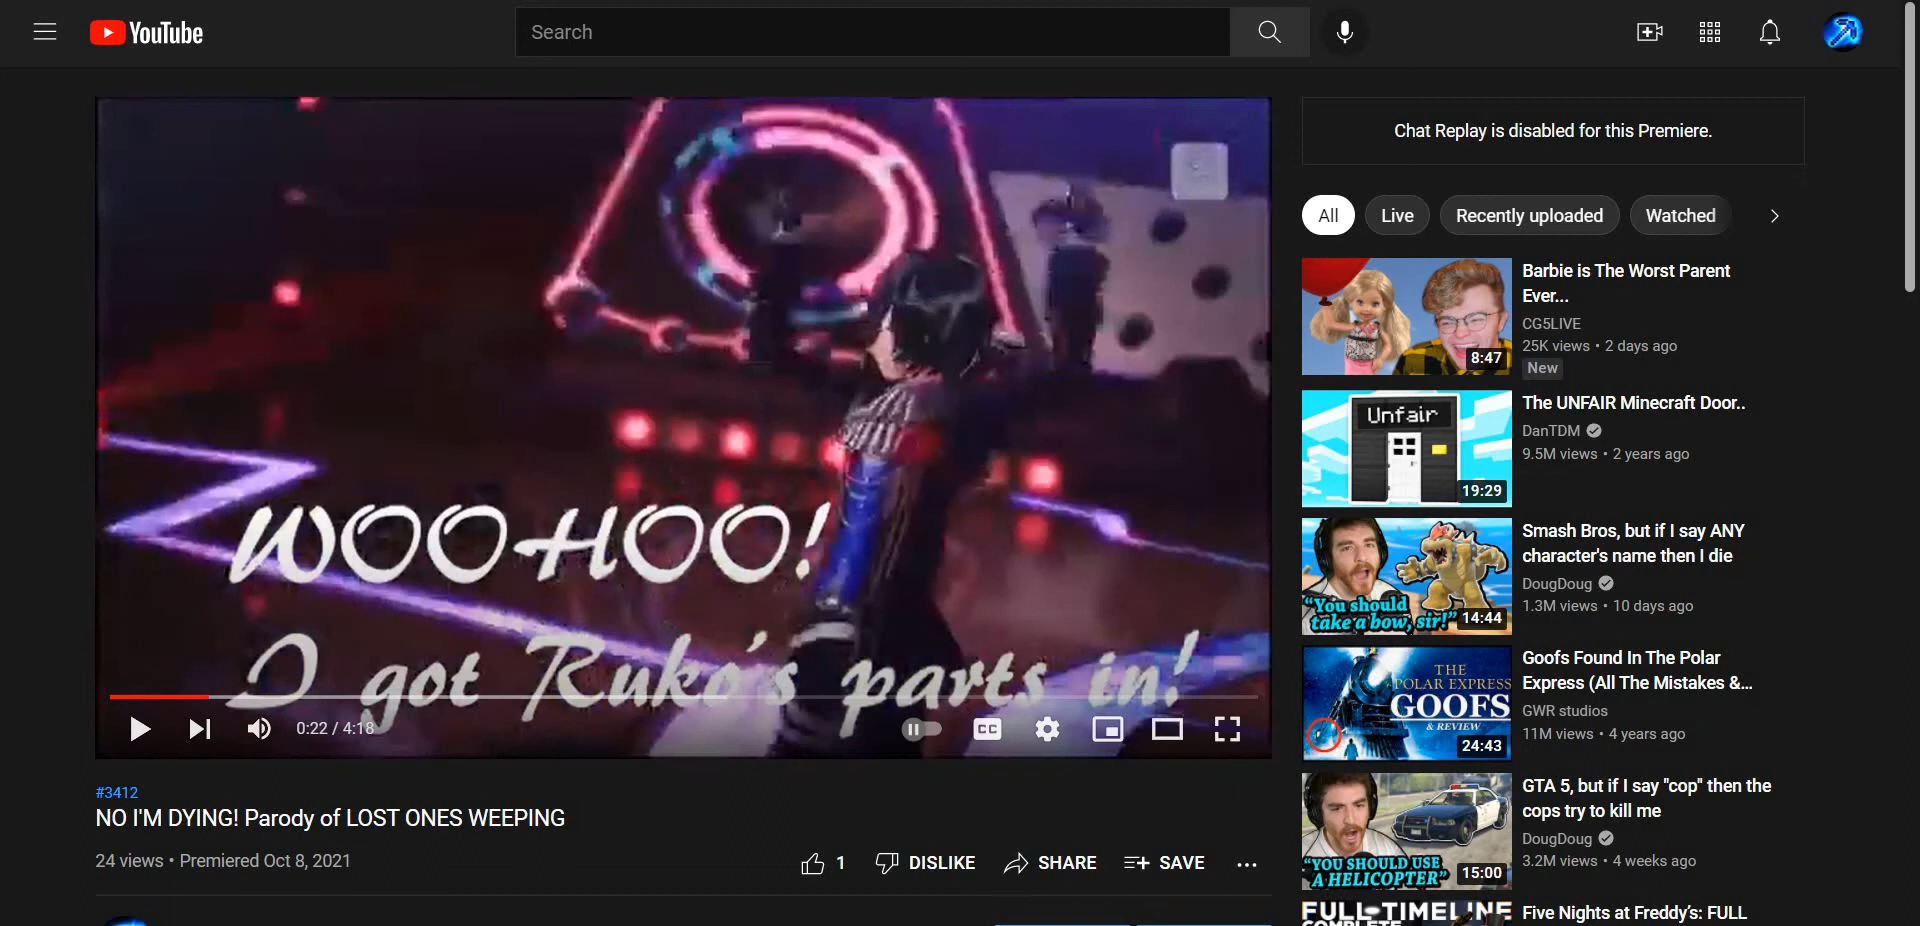 YouTube
Search
WOO-HOO!
I got Ruko's parts in!
0:22 / 4:18
CC
#3412
NO I'M DYING! Parody of LOST ONES WEEPING
24 views • Premiered Oct 8, 2021
1
DISLIKE
SHARE
SAVE
Chat Replay is disabled for this Premiere.
All
Live
Recently uploaded
Watched
8:47
Barbie is The Worst Parent
Ever...
CG5LIVE
25K views • 2 days ago
New
Unfair
19:29
The UNFAIR Minecraft Door..
DanTDM
9.5M views • 2 years ago
"You should
take a bow, sir!"
14:44
Smash Bros, but if I say ANY
character's name then I die
DougDoug
1.3M views • 10 days ago
THE
POLAR EXPRESS
GOOFS
& REVIEW
24:43
Goofs Found In The Polar
Express (All The Mistakes &...
GWR studios
11M views • 4 years ago
"YOU SHOULD USE
A HELICOPTER"
15:00
GTA 5, but if I say "cop" then the
cops try to kill me
DougDoug
3.2M views • 4 weeks ago
FULL-TIMELINE
COMPLETE
Five Nights at Freddy's: FULL